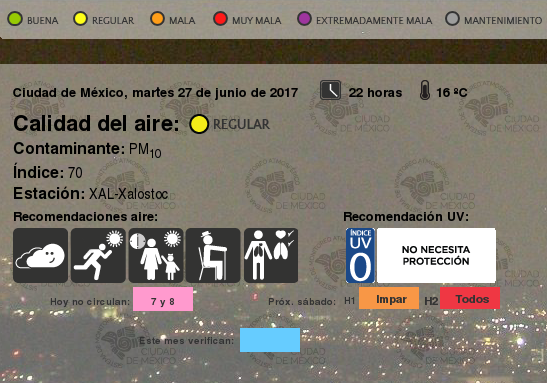 BUENA REGULAR MALA MUY MALA EXTREMADAMENTE MALA MANTENIMIENTO
Ciudad de México, martes 27 de junio de 2017 22 horas 16 ºC
Calidad del aire: REGULAR
Contaminante: PM10
Índice: 70
Estación: XAL-Xalostoc
Recomendaciones aire: Recomendación UV:
ÍNDICE
UV
0
NO NECESITA
PROTECCIÓN
Hoy no circulan: 7 y 8 Próx. sábado: H1 Impar H2 Todos
Este mes verifican:
CIUDAD
DE MÉXICO